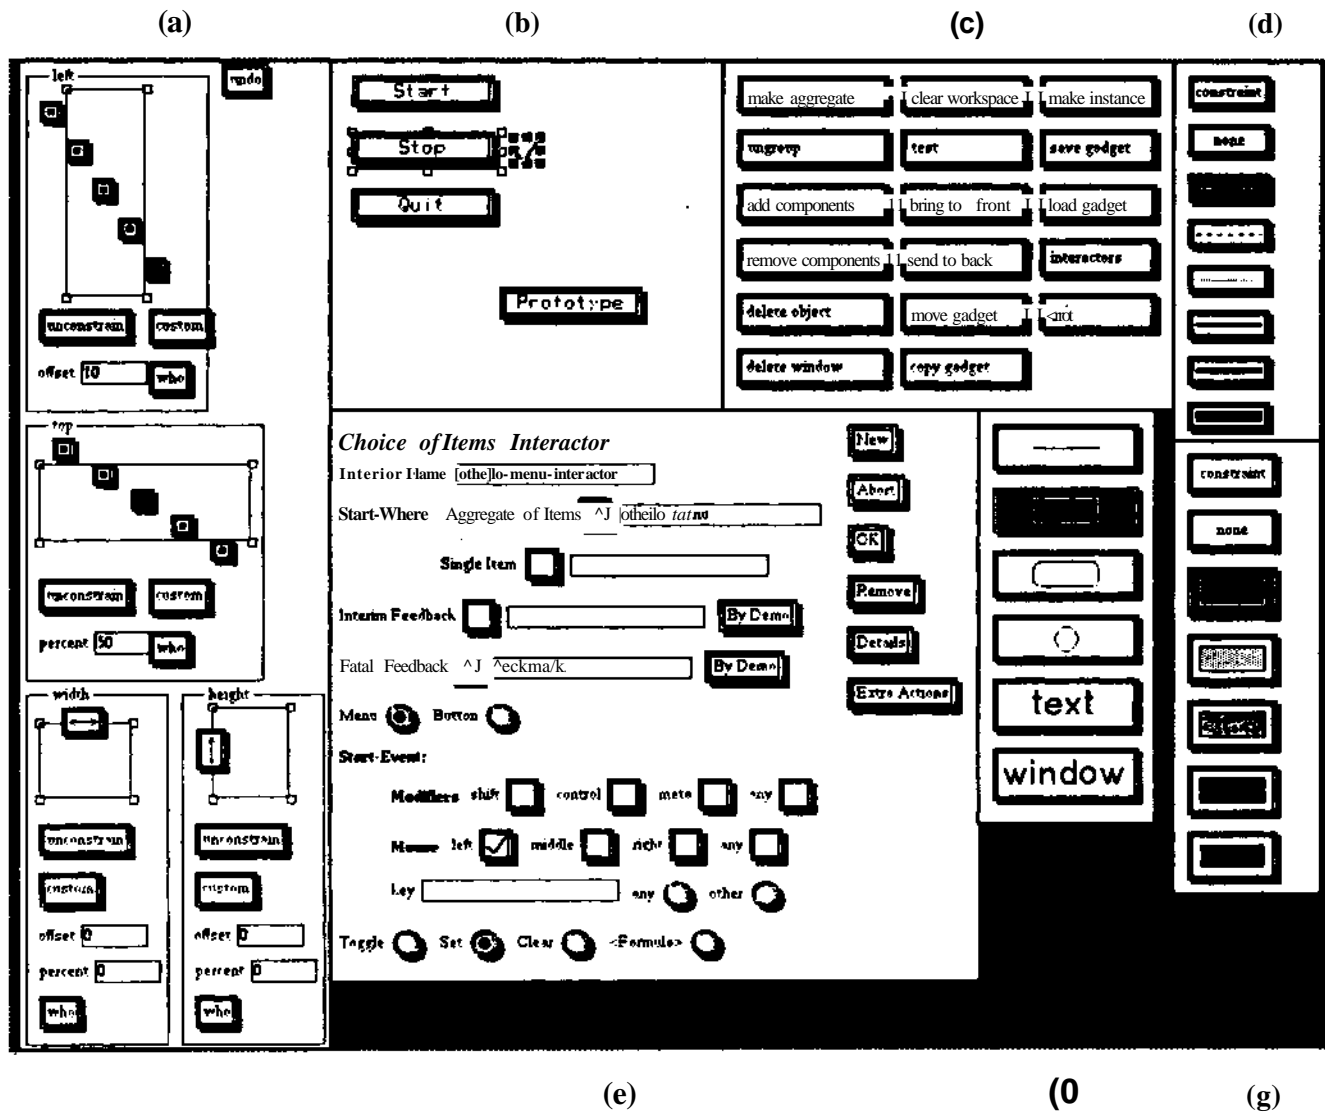 (a) (b) (c) (d)
left
undo
unconstrain custom
offset 10 who
top
unconstrain custom
percent 50 who
width height
unconstrain unconstrain
custom custom
offset 0 offset 0
percent 0 percent 0
who who
Start
Stop
Quit
Prototype
make aggregate clear workspace make instance
ungroup test save gadget
add components bring to front load gadget
remove components send to back interactors
delete object move gadget
delete window copy gadget
constraint
none
Choice of Items Interactor
[othe]lo-menu-interactor
Start-Where Aggregate of Items ^J
Single Item
Interim Feedback By Demo
Fatal Feedback ^J ^eckma/k By Demo
Menu Button
Start-Event:
Modifiers shift control meta any
Mouse left middle right any
key any other
Toggle Set Clear <Formula>
New
Abort
OK
Remove
Details
Extra Actions
text
window
constraint
none
(e) (0 (g)